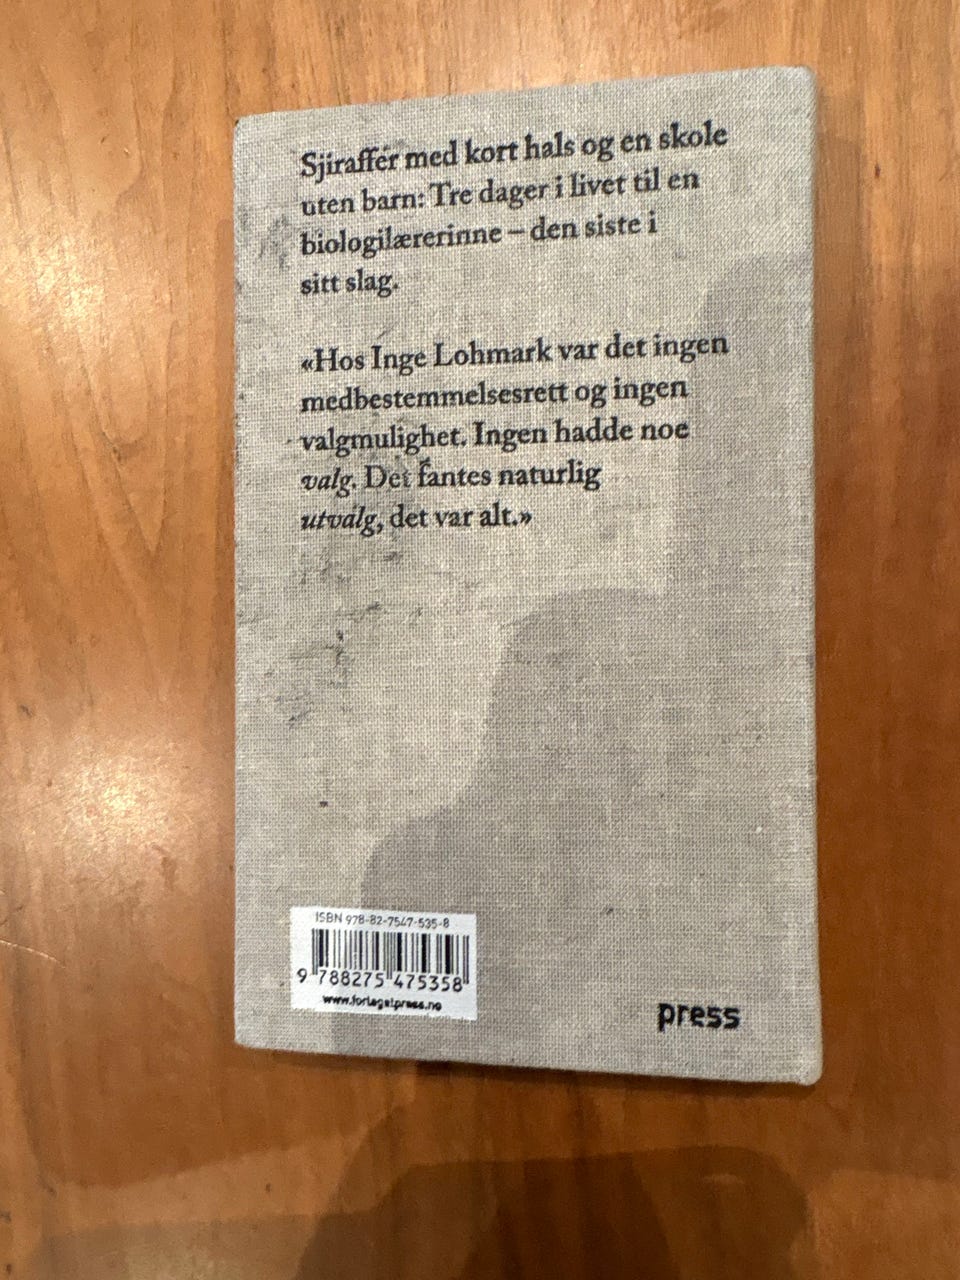 Sjiraffer med kort hals og en skole
uten barn: Tre dager i livet til en
biologilærerinne – den siste i
sitt slag.
«Hos Inge Lohmark var det ingen
medbestemmelsesrett og ingen
valgmulighet. Ingen hadde noe
valg. Det fantes naturlig
utvalg, det var alt.»
ISBN 978-82-7547-535-8
9 788275 475358
www.forlagetpress.no
press